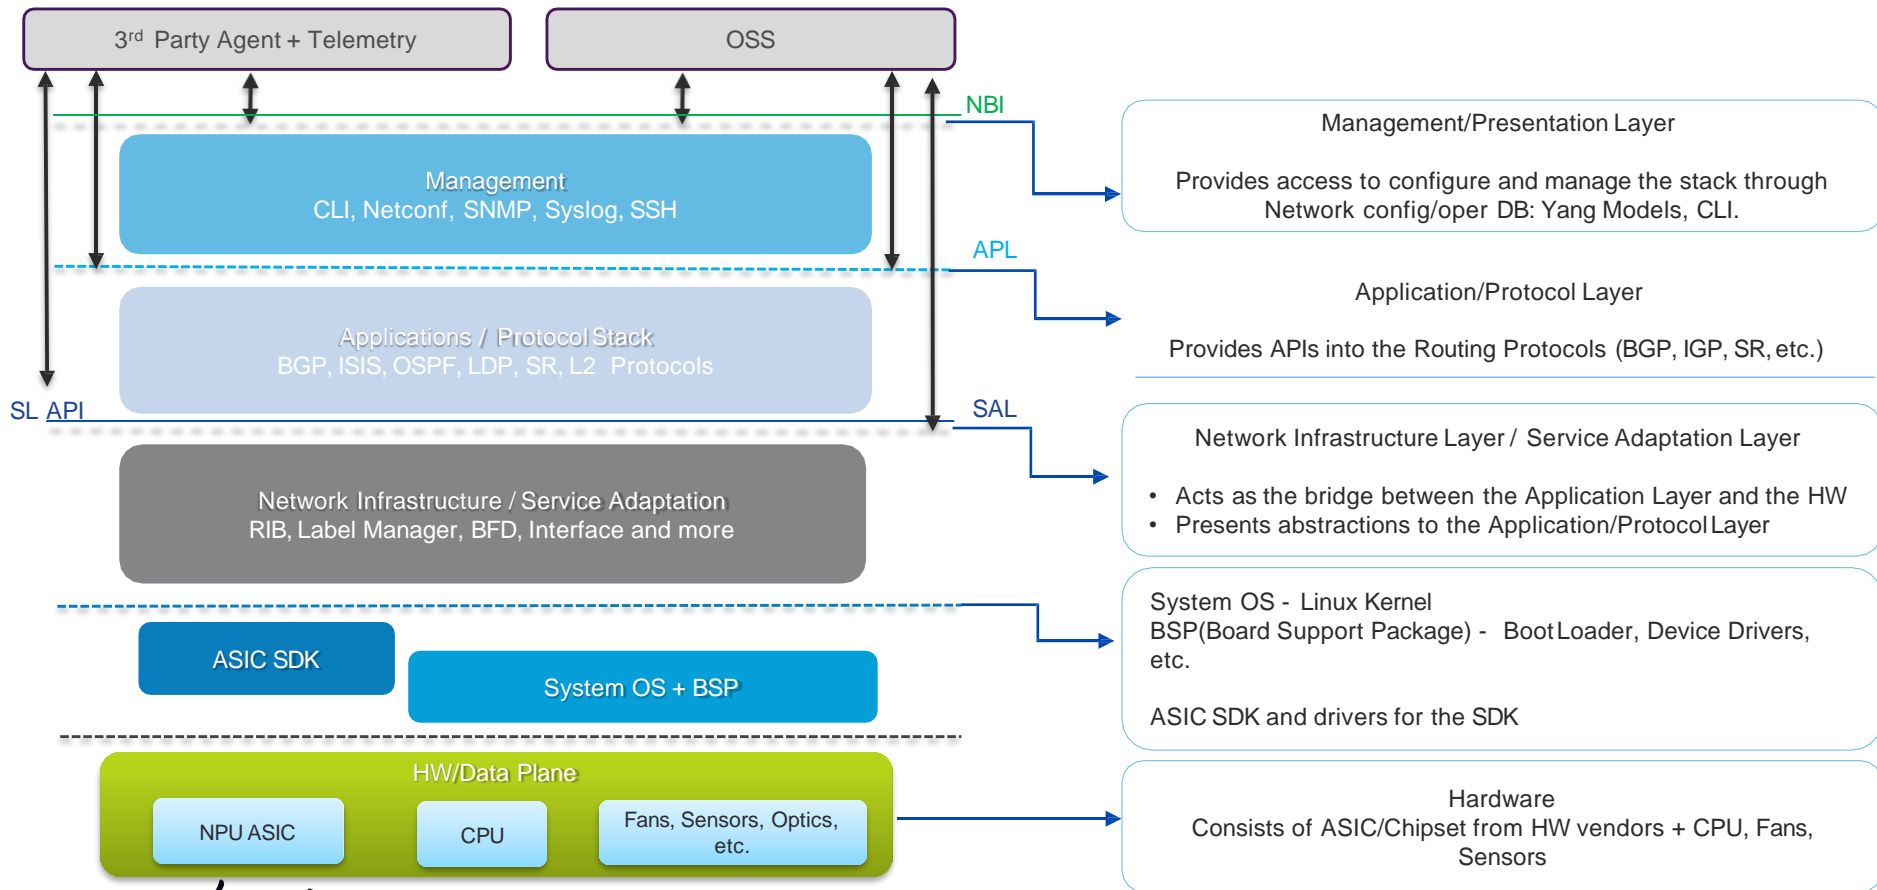 3rd Party Agent + Telemetry
OSS
NBI
Management
CLI, Netconf, SNMP, Syslog, SSH
APL
Applications / Protocol Stack
BGP, ISIS, OSPF, LDP, SR, L2 Protocols
SL API
SAL
Network Infrastructure / Service Adaptation
RIB, Label Manager, BFD, Interface and more
ASIC SDK
System OS + BSP
HW/Data Plane
NPU ASIC
CPU
Fans, Sensors, Optics,
etc.
Management/Presentation Layer
Provides access to configure and manage the stack through
Network config/oper DB: Yang Models, CLI.
Application/Protocol Layer
Provides APIs into the Routing Protocols (BGP, IGP, SR, etc.)
Network Infrastructure Layer / Service Adaptation Layer
• Acts as the bridge between the Application Layer and the HW
• Presents abstractions to the Application/Protocol Layer
System OS - Linux Kernel
BSP(Board Support Package) - Boot Loader, Device Drivers,
etc.
ASIC SDK and drivers for the SDK
Hardware
Consists of ASIC/Chipset from HW vendors + CPU, Fans,
Sensors